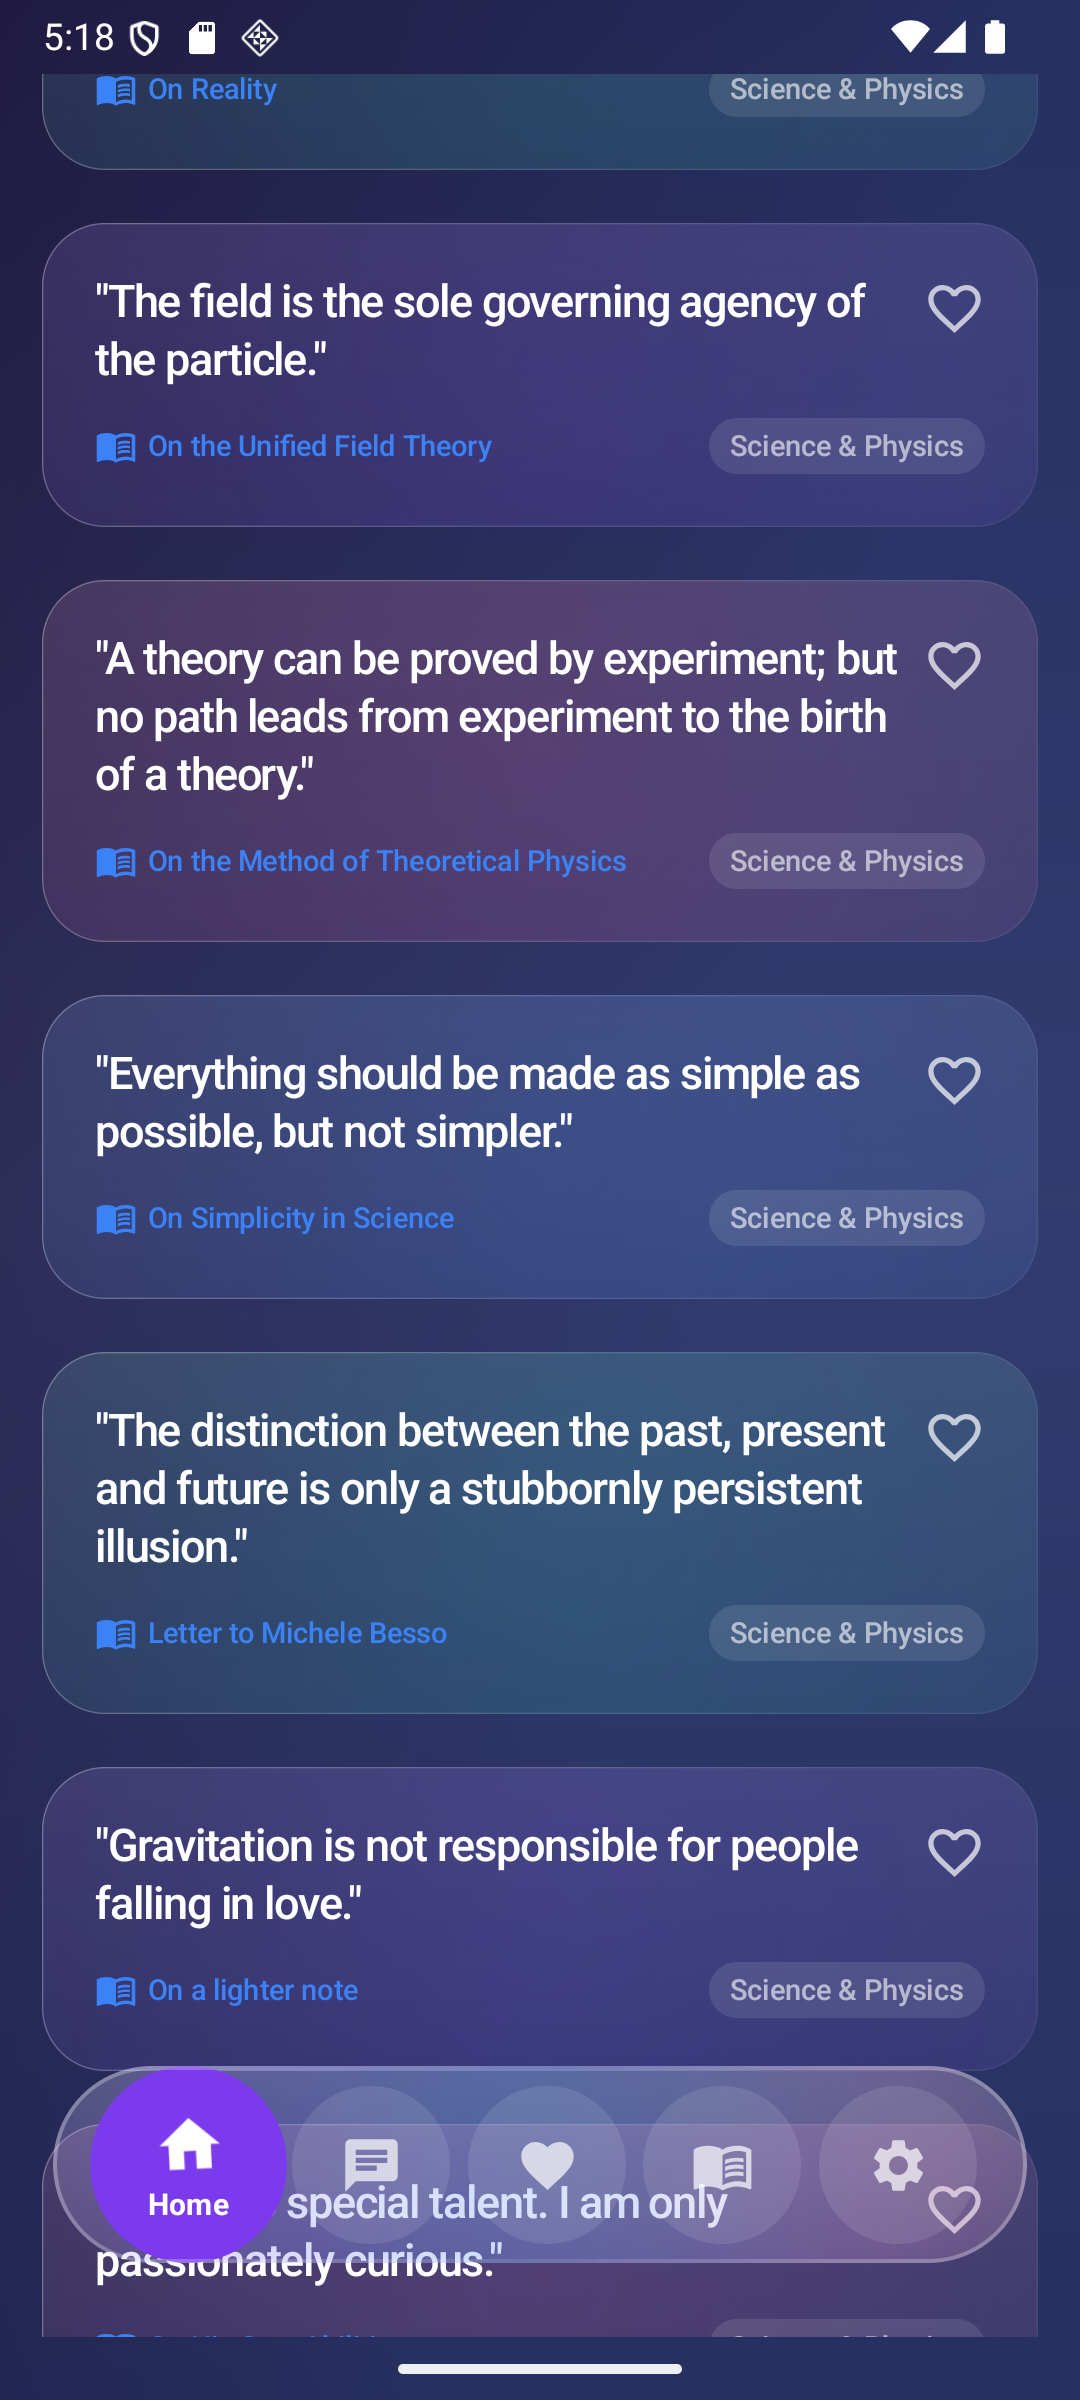 5:18
On Reality
Science & Physics
"The field is the sole governing agency of
the particle."
On the Unified Field Theory
Science & Physics
"A theory can be proved by experiment; but
no path leads from experiment to the birth
of a theory."
On the Method of Theoretical Physics
Science & Physics
"Everything should be made as simple as
possible, but not simpler."
On Simplicity in Science
Science & Physics
"The distinction between the past, present
and future is only a stubbornly persistent
illusion."
Letter to Michele Besso
Science & Physics
"Gravitation is not responsible for people
falling in love."
On a lighter note
Science & Physics
special talent. I am only
passionately curious."
Home